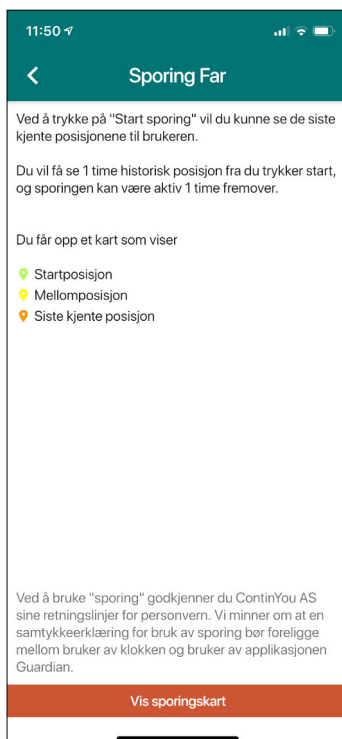 11:50
Sporing Far
Ved å trykke på "Start sporing" vil du kunne se de siste
kjente posisjonene til brukeren.
Du vil få se 1 time historisk posisjon fra du trykker start,
og sporingen kan være aktiv 1 time fremover.
Du får opp et kart som viser
Startposisjon
Mellomposisjon
Siste kjente posisjon
Ved å bruke "sporing" godkjenner du ContinYou AS
sine retningslinjer for personvern. Vi minner om at en
samtykkeerklæring for bruk av sporing bør foreligge
mellom bruker av klokken og bruker av applikasjonen
Guardian.
Vis sporingskart